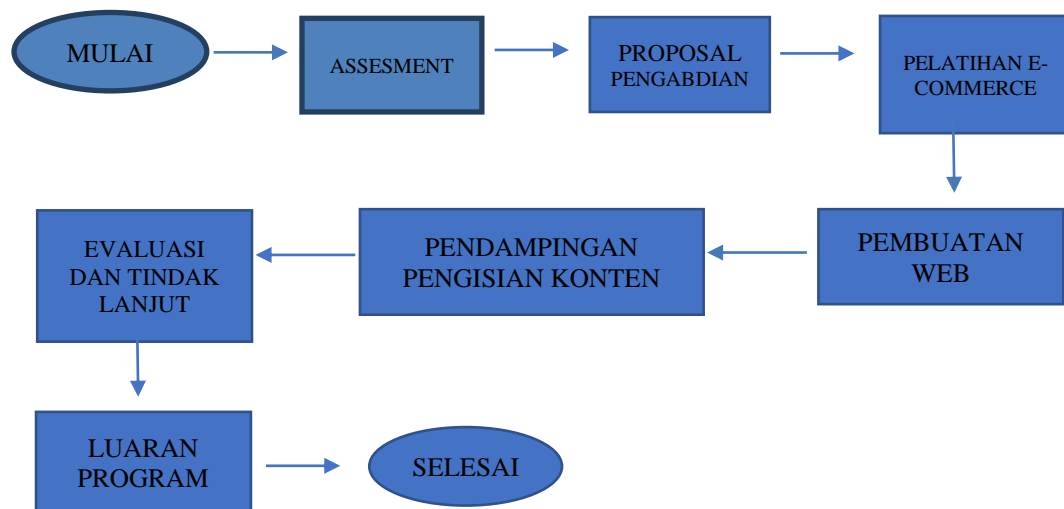 MULAI
ASSESMENT
PROPOSAL
PENGABDIAN
PELATIHAN E-
COMMERCE
PEMBUATAN
WEB
PENDAMPINGAN
PENGISIAN KONTEN
EVALUASI
DAN TINDAK
LANJUT
LUARAN
PROGRAM
SELESAI